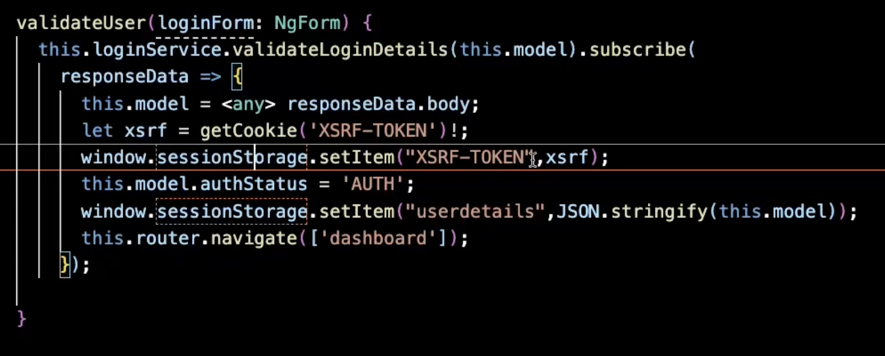 validateUser(loginForm: NgForm) {
this.loginService.validateLoginDetails(this.model).subscribe(
responseData => {
this.model = <any> responseData.body;
let xsrf = getCookie('XSRF-TOKEN')!;
window.sessionStorage.setItem("XSRF-TOKEN",xsrf);
this.model.authStatus = 'AUTH';
window.sessionStorage.setItem("userdetails",JSON.stringify(this.model));
this.router.navigate(['dashboard']);
});
}